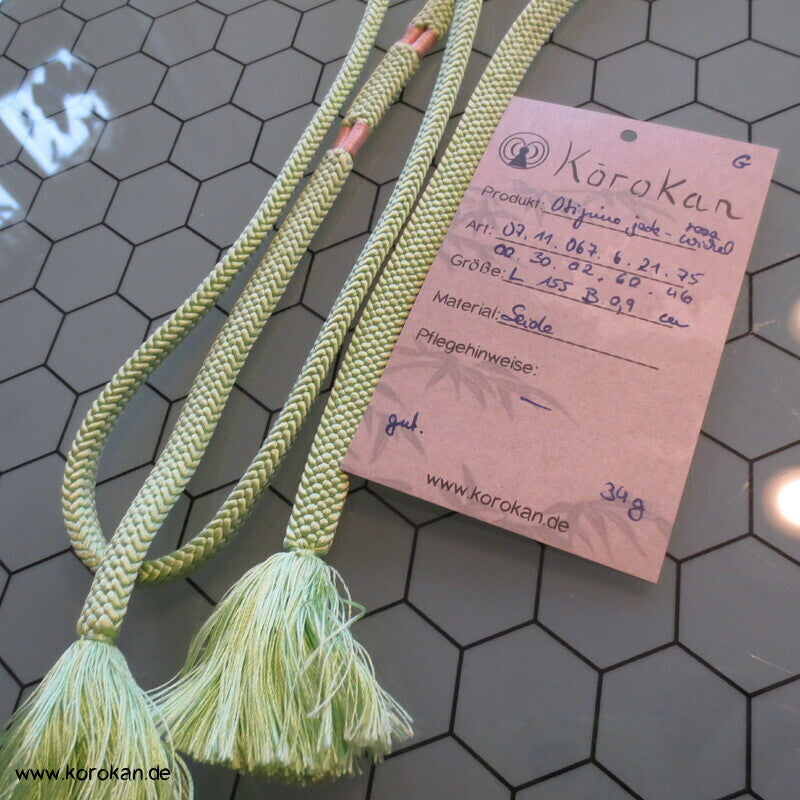 G
KōroKan
Produkt: Obijime jade-rosa Wirbel
Art: 07.11.067.6.21.75
00.30.02.60.46
Größe: L 155 B 0,9 cm
Material: Seide
Pflegehinweise:
—
gut.
34g
www.korokan.de
www.korokan.de